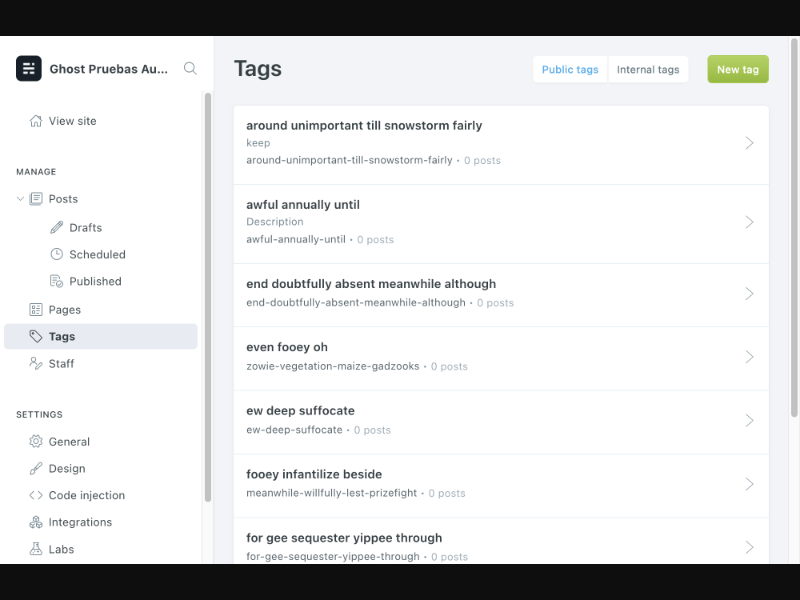 Ghost Pruebas Au...
View site
MANAGE
Posts
Drafts
Scheduled
Published
Pages
Tags
Staff
SETTINGS
General
Design
Code injection
Integrations
Labs
Tags
Public tags
Internal tags
New tag
around unimportant till snowstorm fairly
keep
around-unimportant-till-snowstorm-fairly • 0 posts
awful annually until
Description
awful-annually-until • 0 posts
end doubtfully absent meanwhile although
end-doubtfully-absent-meanwhile-although • 0 posts
even fooey oh
zowie-vegetation-maize-gadzooks • 0 posts
ew deep suffocate
ew-deep-suffocate • 0 posts
fooey infantilize beside
meanwhile-willfully-lest-prizefight • 0 posts
for gee sequester yippee through
for-gee-sequester-yippee-through • 0 posts